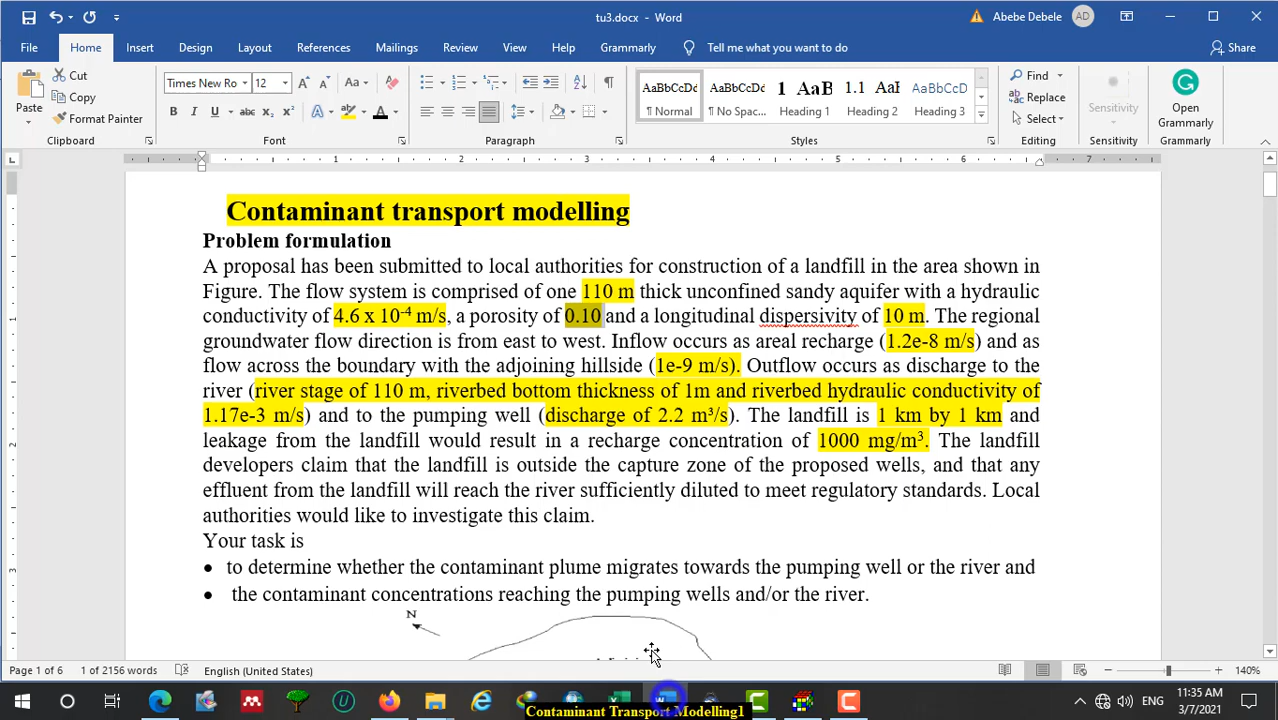 tu3.docx - Word
Abebe Debele
AD
File
Home
Insert
Design
Layout
References
Mailings
Review
View
Help
Grammarly
Tell me what you want to do
Share
Paste
Cut
Copy
Format Painter
Clipboard
Times New Ro
12
Font
Paragraph
AaBbCcDd
¶ Normal
AaBbCcDd
¶ No Spac...
1 AaB
Heading 1
1.1 AaB
Heading 2
AaBbCcD
Heading 3
Styles
Find
Replace
Select
Editing
Sensitivity
Sensitivity
Open
Grammarly
Grammarly
Contaminant transport modelling
Problem formulation
A proposal has been submitted to local authorities for construction of a landfill in the area shown in
Figure. The flow system is comprised of one 110 m thick unconfined sandy aquifer with a hydraulic
conductivity of 4.6 x 10⁻⁴ m/s, a porosity of 0.10 and a longitudinal dispersivity of 10 m. The regional
groundwater flow direction is from east to west. Inflow occurs as areal recharge (1.2e-8 m/s) and as
flow across the boundary with the adjoining hillside (1e-9 m/s). Outflow occurs as discharge to the
river (river stage of 110 m, riverbed bottom thickness of 1m and riverbed hydraulic conductivity of
1.17e-3 m/s) and to the pumping well (discharge of 2.2 m³/s). The landfill is 1 km by 1 km and
leakage from the landfill would result in a recharge concentration of 1000 mg/m³. The landfill
developers claim that the landfill is outside the capture zone of the proposed wells, and that any
effluent from the landfill will reach the river sufficiently diluted to meet regulatory standards. Local
authorities would like to investigate this claim.
Your task is
• to determine whether the contaminant plume migrates towards the pumping well or the river and
• the contaminant concentrations reaching the pumping wells and/or the river.
N
Page 1 of 6
1 of 2156 words
English (United States)
140%
Contaminant Transport Modelling1
ENG
11:35 AM
3/7/2021